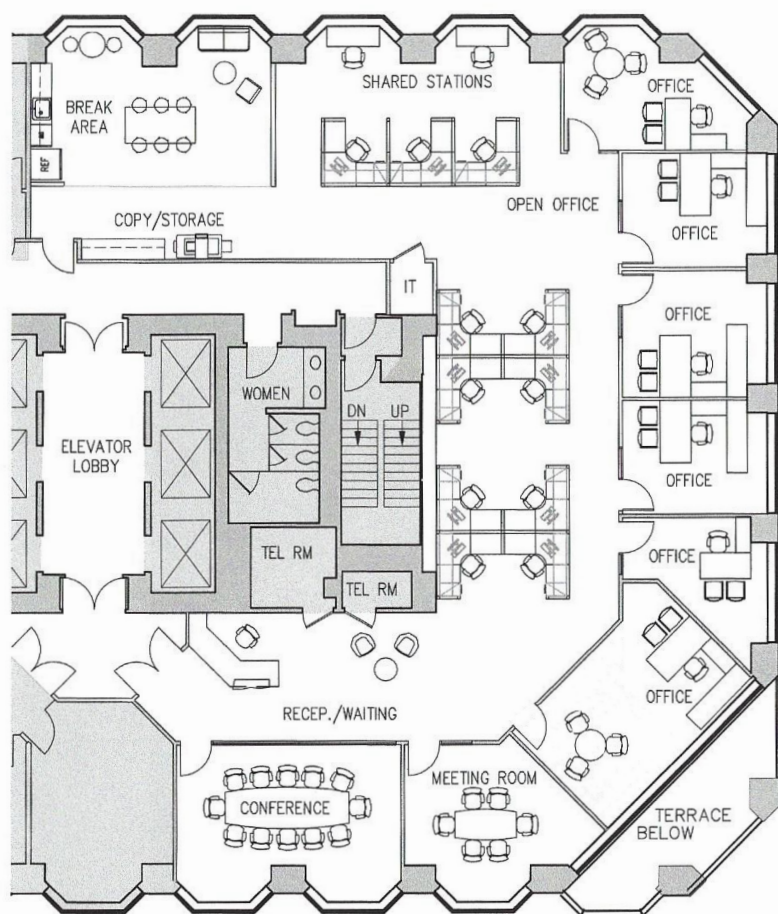 SHARED STATIONS
OFFICE
BREAK
AREA
REF
OPEN OFFICE
OFFICE
COPY/STORAGE
IT
OFFICE
WOMEN
DN
UP
ELEVATOR
LOBBY
OFFICE
TEL RM
OFFICE
TEL RM
OFFICE
RECEP./WAITING
MEETING ROOM
CONFERENCE
TERRACE
BELOW